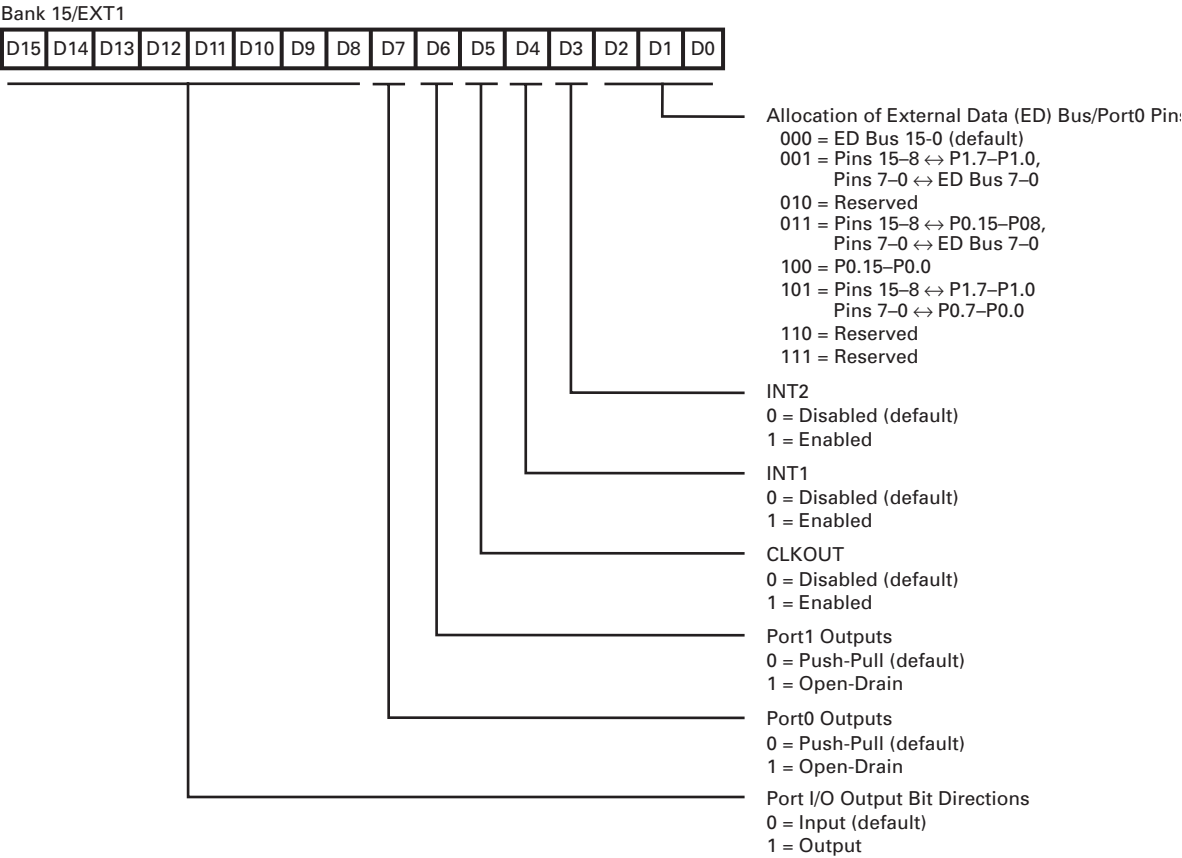 Bank 15/EXT1
D15 D14 D13 D12 D11 D10 D9 D8 D7 D6 D5 D4 D3 D2 D1 D0
Allocation of External Data (ED) Bus/Port0 Pins
000 = ED Bus 15-0 (default)
001 = Pins 15–8 ↔ P1.7–P1.0,
Pins 7–0 ↔ ED Bus 7–0
010 = Reserved
011 = Pins 15–8 ↔ P0.15–P08,
Pins 7–0 ↔ ED Bus 7–0
100 = P0.15–P0.0
101 = Pins 15–8 ↔ P1.7–P1.0
Pins 7–0 ↔ P0.7–P0.0
110 = Reserved
111 = Reserved
INT2
0 = Disabled (default)
1 = Enabled
INT1
0 = Disabled (default)
1 = Enabled
CLKOUT
0 = Disabled (default)
1 = Enabled
Port1 Outputs
0 = Push-Pull (default)
1 = Open-Drain
Port0 Outputs
0 = Push-Pull (default)
1 = Open-Drain
Port I/O Output Bit Directions
0 = Input (default)
1 = Output